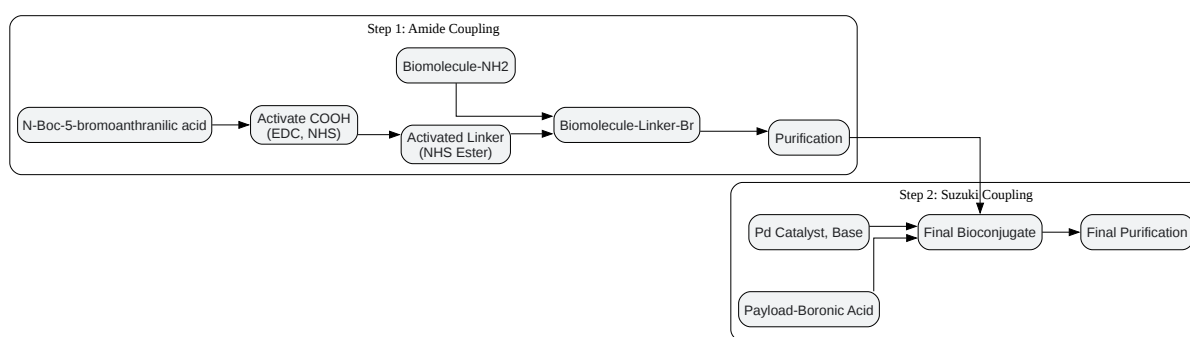 Step 1: Amide Coupling
Biomolecule-NH2
N-Boc-5-bromoanthranilic acid
Activate COOH
(EDC, NHS)
Activated Linker
(NHS Ester)
Biomolecule-Linker-Br
Purification
Step 2: Suzuki Coupling
Pd Catalyst, Base
Final Bioconjugate
Final Purification
Payload-Boronic Acid